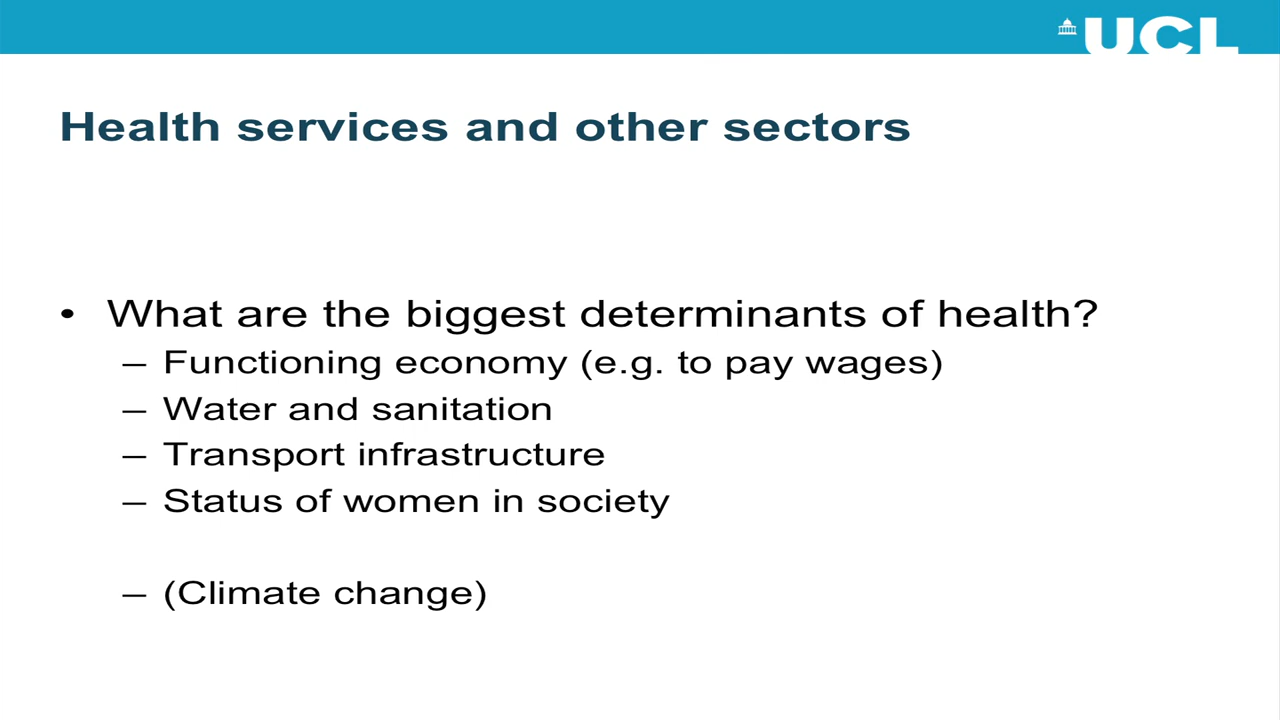 UCL
Health services and other sectors
• What are the biggest determinants of health?
– Functioning economy (e.g. to pay wages)
– Water and sanitation
– Transport infrastructure
– Status of women in society
– (Climate change)